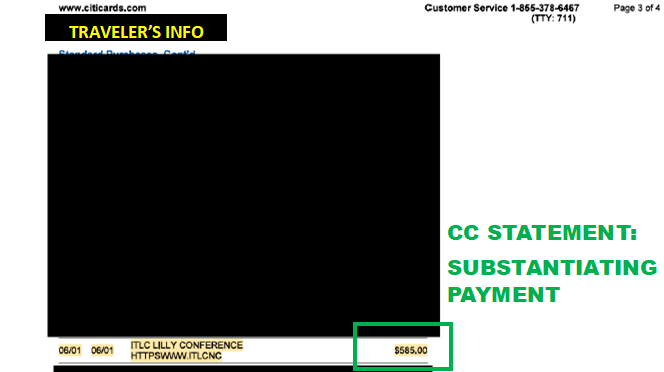 www.citicards.com Customer Service 1-855-378-6467 Page 3 of 4
(TTY: 711)
TRAVELER'S INFO
Standard Purchases, Cont'd
CC STATEMENT:
SUBSTANTIATING
PAYMENT
06/01 06/01 ITLC LILLY CONFERENCE $585.00
HTTPSWWW.ITLCNC